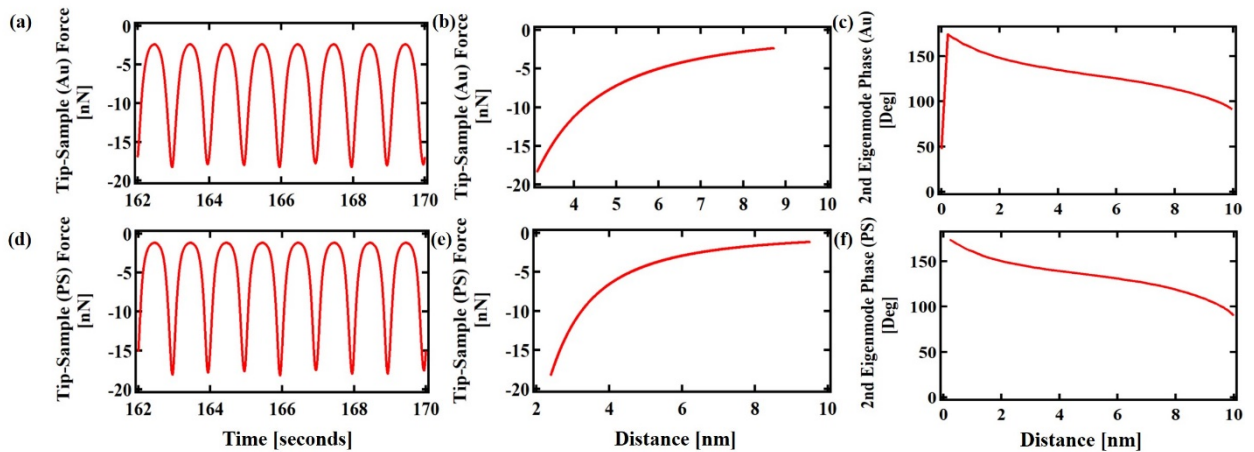 (a)
Tip-Sample (Au) Force
[nN]
0
-5
-10
-15
-20
162
164
166
168
170
(b)
Tip-Sample (Au) Force
[nN]
0
-5
-10
-15
-20
4
5
6
7
8
9
10
(c)
2nd Eigenmode Phase (Au)
[Deg]
150
100
50
0
0
2
4
6
8
10
(d)
Tip-Sample (PS) Force
[nN]
0
-5
-10
-15
-20
162
164
166
168
170
Time [seconds]
(e)
Tip-Sample (PS) Force
[nN]
0
-5
-10
-15
-20
2
4
6
8
10
Distance [nm]
(f)
2nd Eigenmode Phase (PS)
[Deg]
150
100
50
0
0
2
4
6
8
10
Distance [nm]